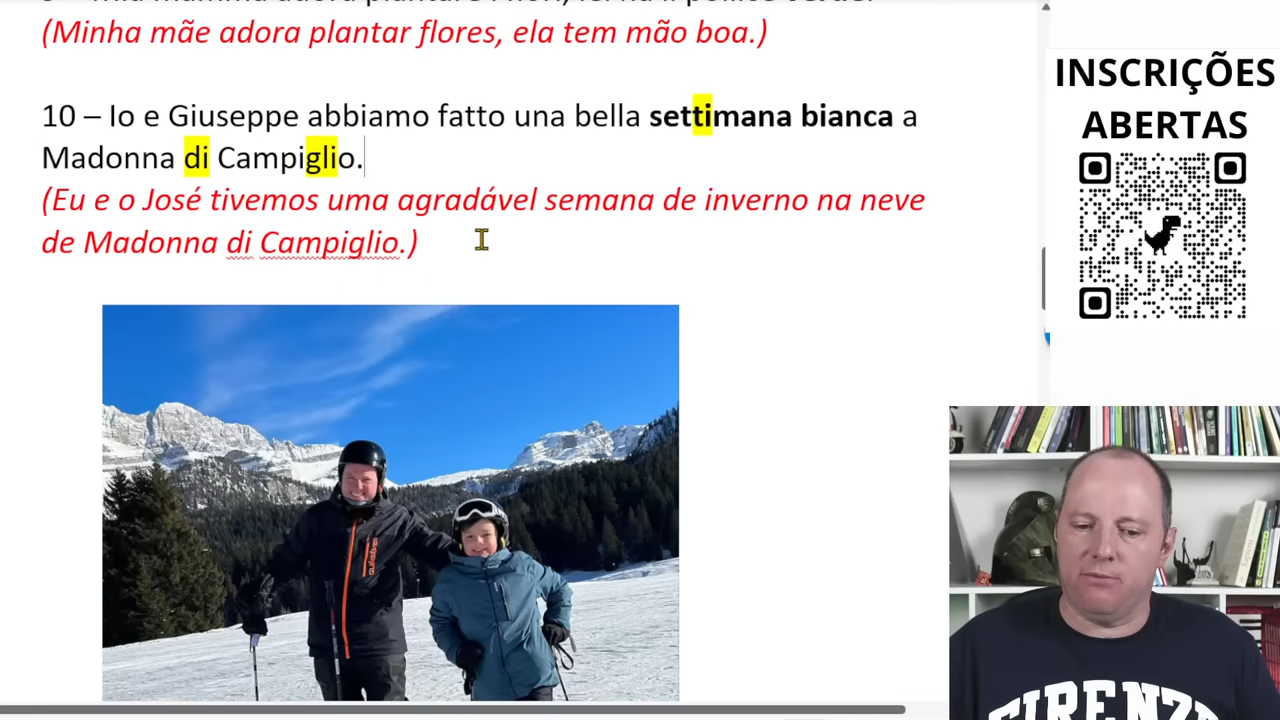 (Minha mãe adora plantar flores, ela tem mão boa.)
10 – Io e Giuseppe abbiamo fatto una bella settimana bianca a
Madonna di Campiglio.
(Eu e o José tivemos uma agradável semana de inverno na neve
de Madonna di Campiglio.)
INSCRIÇÕES
ABERTAS
FIRENZE